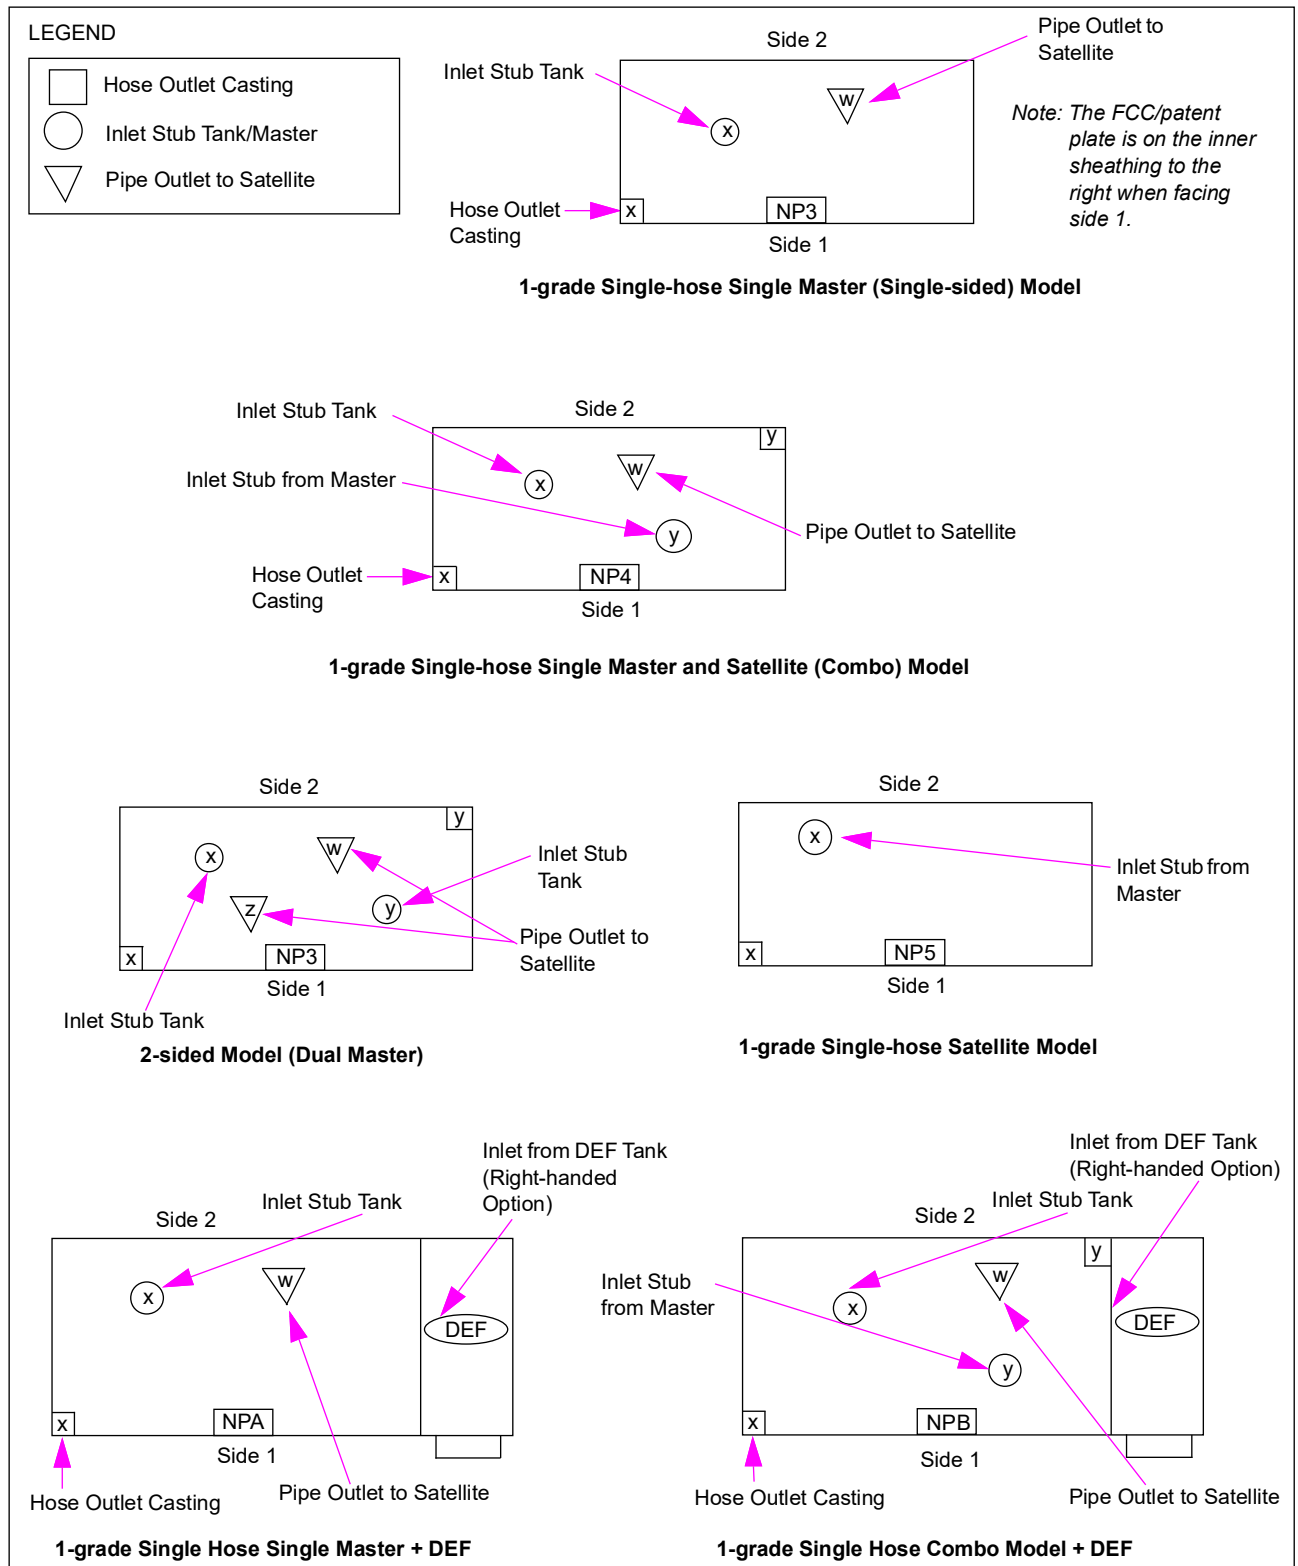 LEGEND
Hose Outlet Casting
Inlet Stub Tank/Master
Pipe Outlet to Satellite
Side 2
Pipe Outlet to
Satellite
Inlet Stub Tank
w
x
Note: The FCC/patent
plate is on the inner
sheathing to the
right when facing
side 1.
Hose Outlet
Casting
x
NP3
Side 1
1-grade Single-hose Single Master (Single-sided) Model
Side 2
Inlet Stub Tank
y
Inlet Stub from Master
x
w
y
Pipe Outlet to Satellite
Hose Outlet
Casting
x
NP4
Side 1
1-grade Single-hose Single Master and Satellite (Combo) Model
Side 2
y
x
w
Inlet Stub
Tank
z
y
Pipe Outlet to
Satellite
x
NP3
Side 1
Inlet Stub Tank
2-sided Model (Dual Master)
Side 2
x
Inlet Stub from
Master
x
NP5
Side 1
1-grade Single-hose Satellite Model
Inlet from DEF Tank
(Right-handed
Option)
Inlet Stub Tank
Side 2
x
w
DEF
x
NPA
Side 1
Hose Outlet Casting
Pipe Outlet to Satellite
1-grade Single Hose Single Master + DEF
Inlet from DEF Tank
(Right-handed Option)
Inlet Stub Tank
Side 2
y
Inlet Stub
from Master
w
x
DEF
y
x
NPB
Side 1
Hose Outlet Casting
Pipe Outlet to Satellite
1-grade Single Hose Combo Model + DEF